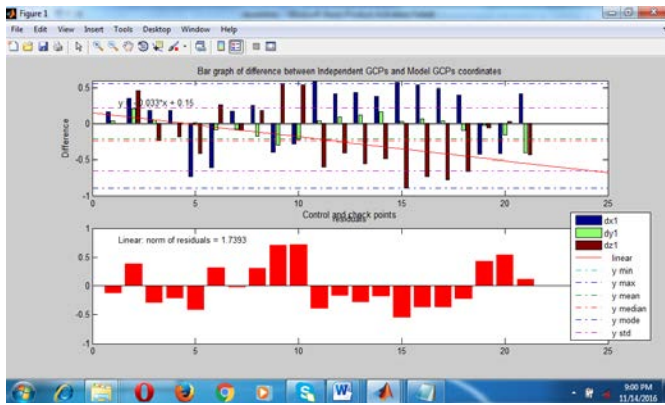 Figure 1
File Edit View Insert Tools Desktop Window Help
Bar graph of difference between Independent GCPs and Model GCPs coordinates
0.5
0
-0.5
-1
Difference
y = - 0.033*x + 0.15
0 5 10 15 20 25
Control and check points
residuals
1
0.5
0
-0.5
-1
Linear: norm of residuals = 1.7393
0 5 10 15 20
dx1
dy1
dz1
linear
y min
y max
y mean
y median
y mode
y std
9:00 PM
11/14/2016